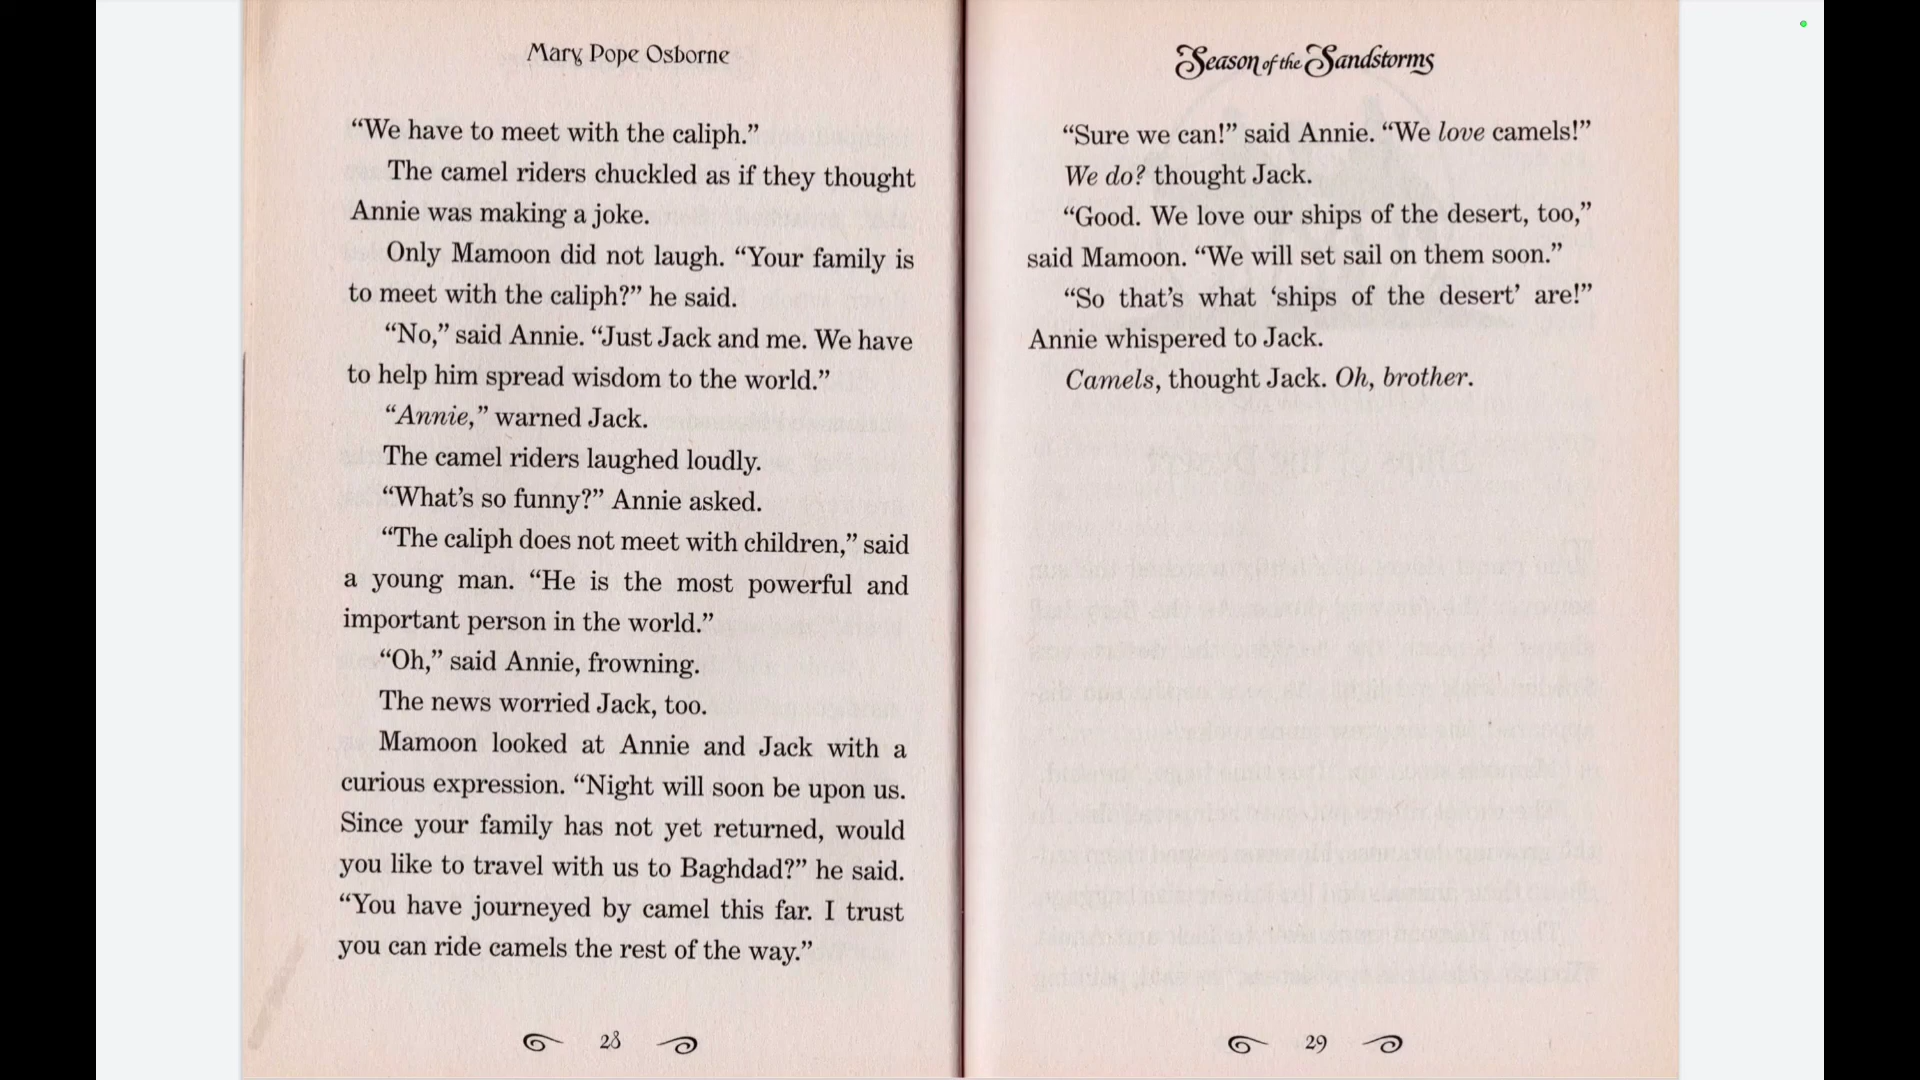 Mary Pope Osborne
“We have to meet with the caliph.”
The camel riders chuckled as if they thought
Annie was making a joke.
Only Mamoon did not laugh. “Your family is
to meet with the caliph?” he said.
“No,” said Annie. “Just Jack and me. We have
to help him spread wisdom to the world.”
“Annie,” warned Jack.
The camel riders laughed loudly.
“What’s so funny?” Annie asked.
“The caliph does not meet with children,” said
a young man. “He is the most powerful and
important person in the world.”
“Oh,” said Annie, frowning.
The news worried Jack, too.
Mamoon looked at Annie and Jack with a
curious expression. “Night will soon be upon us.
Since your family has not yet returned, would
you like to travel with us to Baghdad?” he said.
“You have journeyed by camel this far. I trust
you can ride camels the rest of the way.”
28
Season of the Sandstorms
“Sure we can!” said Annie. “We love camels!”
We do? thought Jack.
“Good. We love our ships of the desert, too,”
said Mamoon. “We will set sail on them soon.”
“So that’s what ‘ships of the desert’ are!”
Annie whispered to Jack.
Camels, thought Jack. Oh, brother.
29